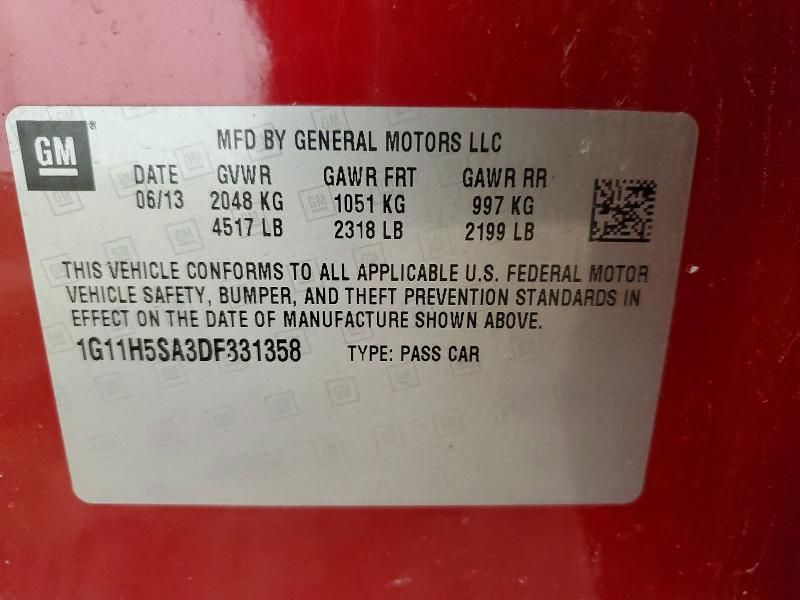 GM
MFD BY GENERAL MOTORS LLC
DATE GVWR GAWR FRT GAWR RR
06/13 2048 KG 1051 KG 997 KG
4517 LB 2318 LB 2199 LB
THIS VEHICLE CONFORMS TO ALL APPLICABLE U.S. FEDERAL MOTOR
VEHICLE SAFETY, BUMPER, AND THEFT PREVENTION STANDARDS IN
EFFECT ON THE DATE OF MANUFACTURE SHOWN ABOVE.
1G11H5SA3DF331358 TYPE: PASS CAR